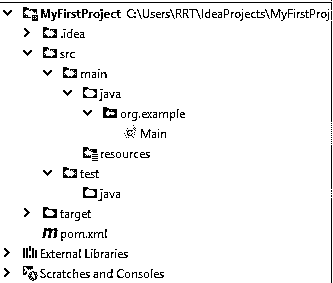 MyFirstProject C:\Users\RRT\IdeaProjects\MyFirstProj
.idea
src
main
java
org.example
Main
resources
test
java
target
m pom.xml
External Libraries
Scratches and Consoles